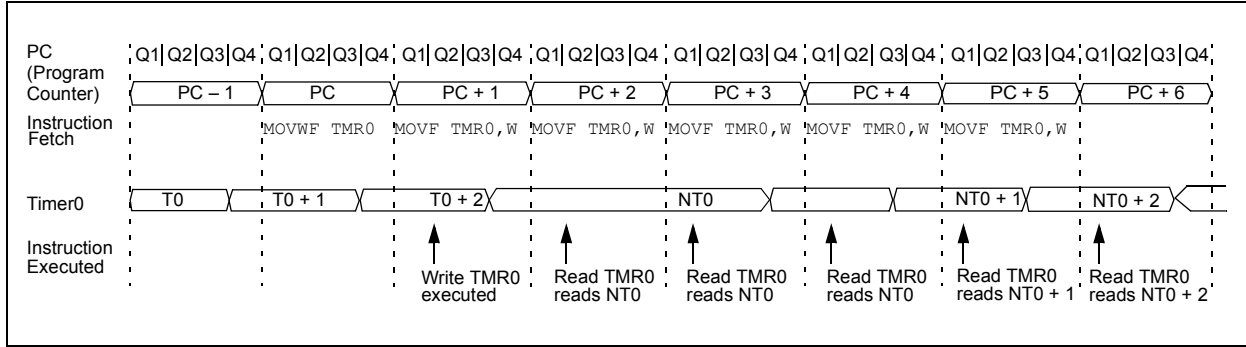 PC
(Program
Counter)
Q1 Q2 Q3 Q4 Q1 Q2 Q3 Q4 Q1 Q2 Q3 Q4 Q1 Q2 Q3 Q4 Q1 Q2 Q3 Q4 Q1 Q2 Q3 Q4 Q1 Q2 Q3 Q4 Q1 Q2 Q3 Q4
PC – 1 PC PC + 1 PC + 2 PC + 3 PC + 4 PC + 5 PC + 6
Instruction
Fetch
MOVWF TMR0 MOVF TMR0,W MOVF TMR0,W MOVF TMR0,W MOVF TMR0,W MOVF TMR0,W
Timer0
T0 T0 + 1 T0 + 2 NT0 NT0 + 1 NT0 + 2
Instruction
Executed
Write TMR0
executed
Read TMR0
reads NT0
Read TMR0
reads NT0
Read TMR0
reads NT0
Read TMR0
reads NT0 + 1
Read TMR0
reads NT0 + 2